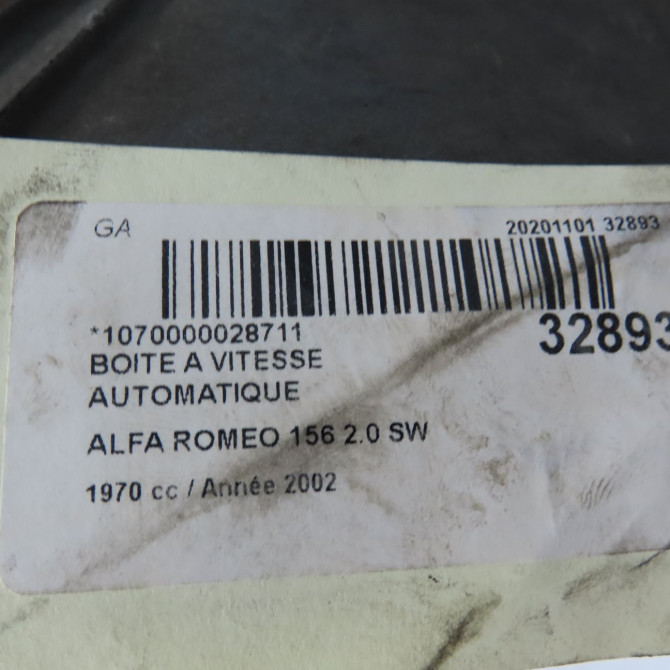 GA
20201101 32893
*1070000028711
32893
BOITE A VITESSE
AUTOMATIQUE
ALFA ROMEO 156 2.0 SW
1970 cc / Année 2002